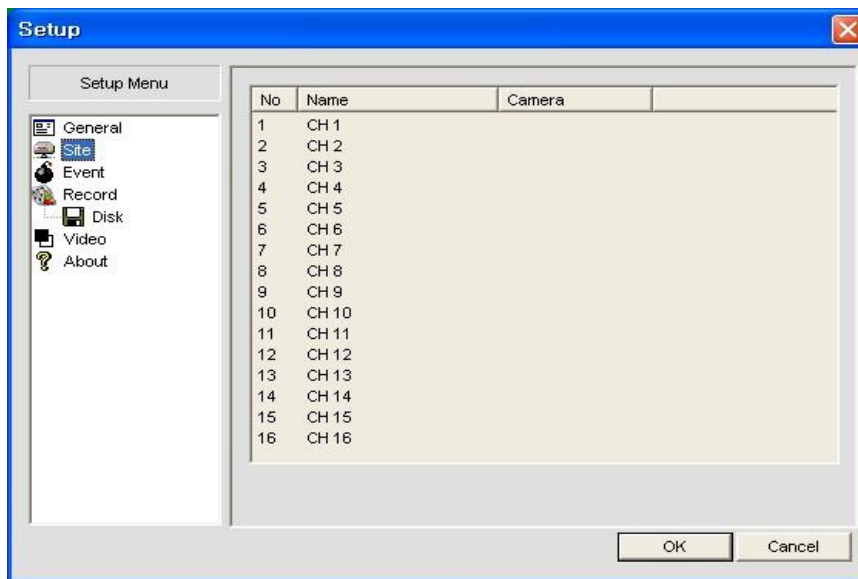 Setup
Setup Menu
General
Site
Event
Record
Disk
Video
About
No Name Camera
1 CH 1
2 CH 2
3 CH 3
4 CH 4
5 CH 5
6 CH 6
7 CH 7
8 CH 8
9 CH 9
10 CH 10
11 CH 11
12 CH 12
13 CH 13
14 CH 14
15 CH 15
16 CH 16
OK Cancel